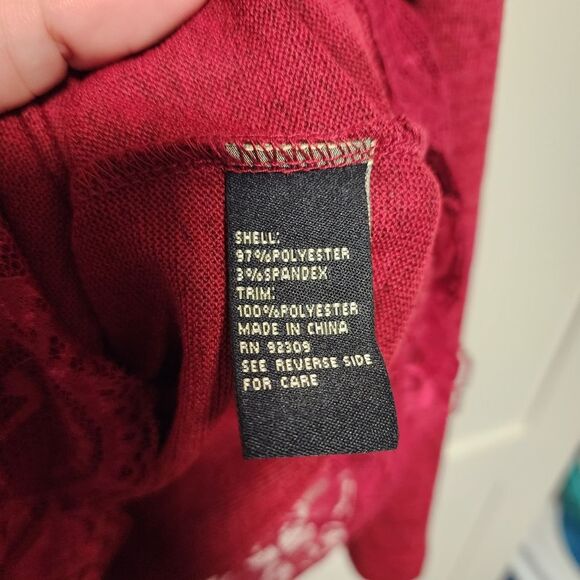 SHELL:
97%POLYESTER
3%SPANDEX
TRIM:
100%POLYESTER
MADE IN CHINA
RN 92309
SEE REVERSE SIDE
FOR CARE